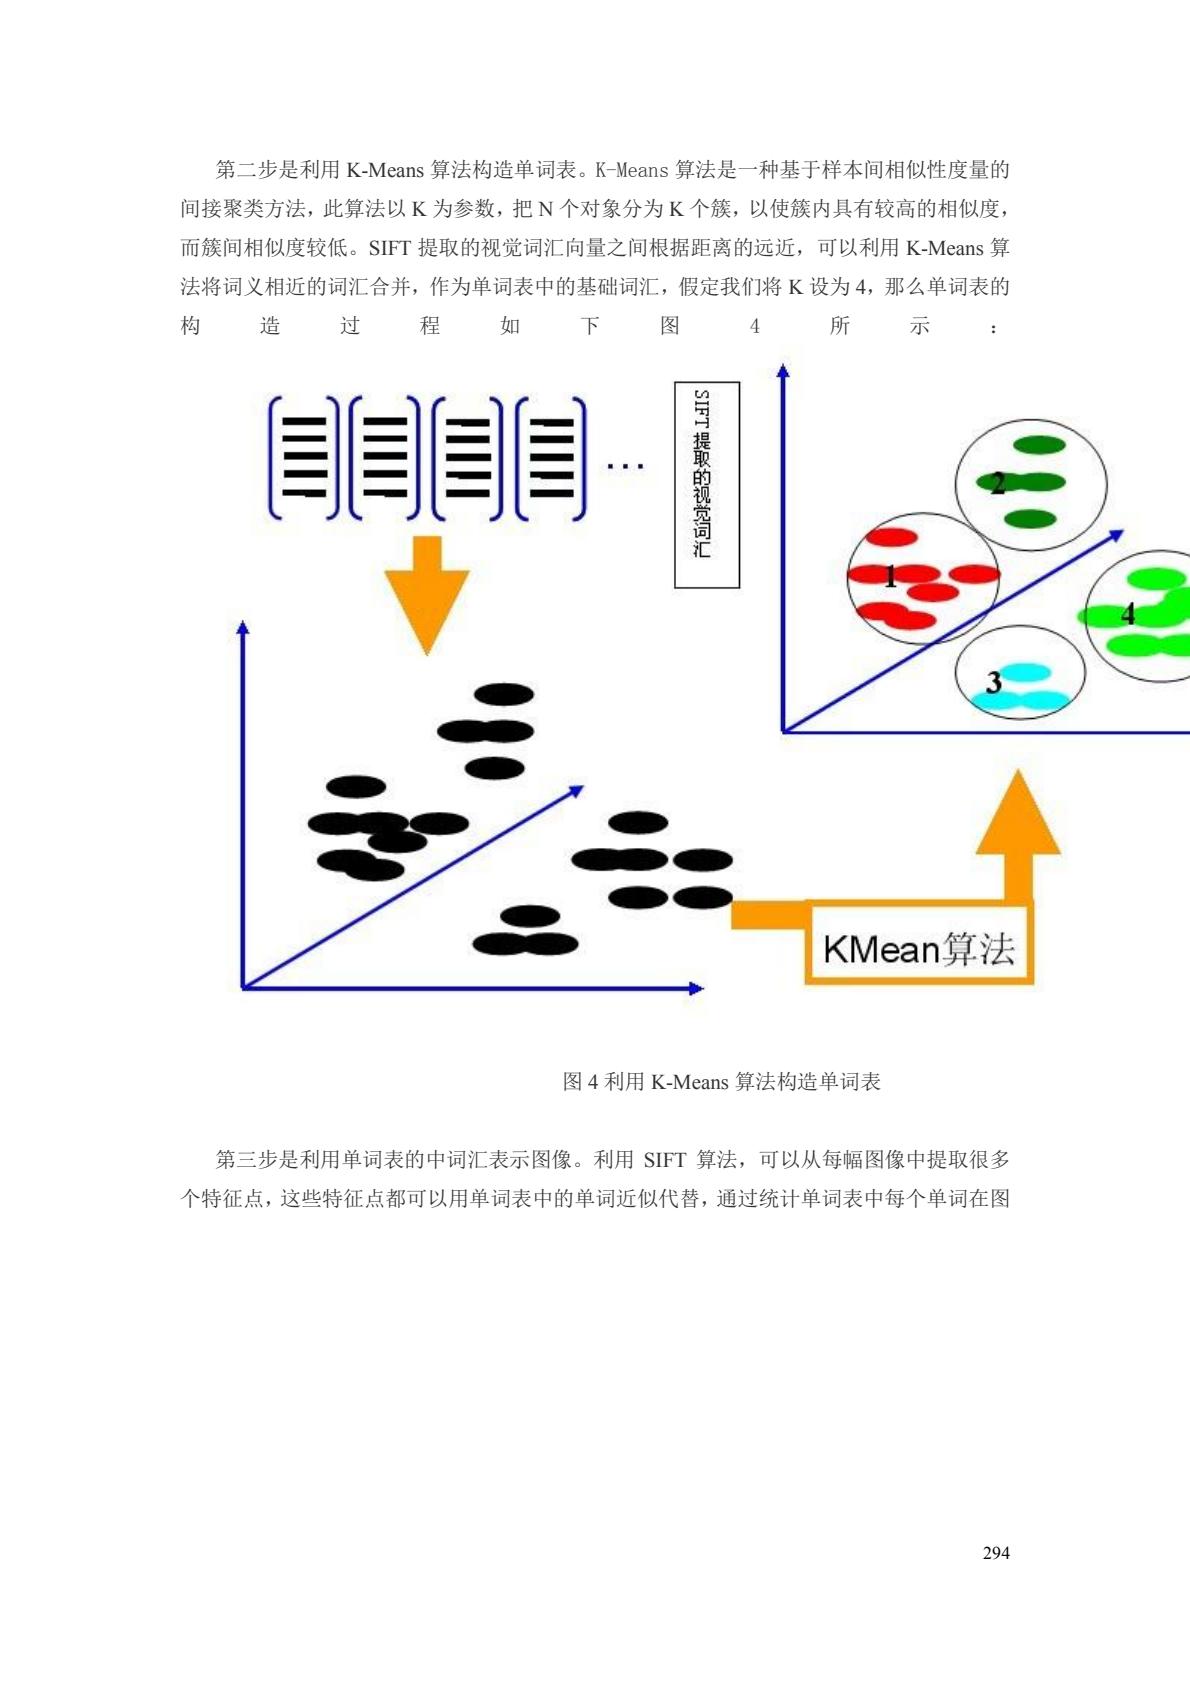 第二步是利用 K-Means 算法构造单词表。K-Means 算法是一种基于样本间相似性度量的
间接聚类方法，此算法以 K 为参数，把 N 个对象分为 K 个簇，以使簇内具有较高的相似度，
而簇间相似度较低。SIFT 提取的视觉词汇向量之间根据距离的远近，可以利用 K-Means 算
法将词义相近的词汇合并，作为单词表中的基础词汇，假定我们将 K 设为 4，那么单词表的
构 造 过 程 如 下 图 4 所 示 ：
...
SIFT提取的视觉词汇
2
1
4
3
KMean算法
图 4 利用 K-Means 算法构造单词表
第三步是利用单词表的中词汇表示图像。利用 SIFT 算法，可以从每幅图像中提取很多
个特征点，这些特征点都可以用单词表中的单词近似代替，通过统计单词表中每个单词在图
294